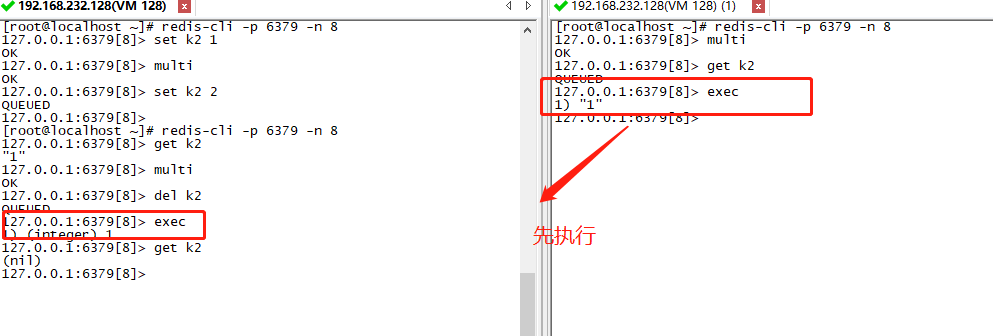 192.168.232.128(VM 128)
[root@localhost ~]# redis-cli -p 6379 -n 8
127.0.0.1:6379[8]> set k2 1
OK
127.0.0.1:6379[8]> multi
OK
127.0.0.1:6379[8]> set k2 2
QUEUED
[root@localhost ~]# redis-cli -p 6379 -n 8
127.0.0.1:6379[8]> get k2
"1"
127.0.0.1:6379[8]> multi
OK
127.0.0.1:6379[8]> del k2
QUEUED
127.0.0.1:6379[8]> exec
1) (integer) 1
127.0.0.1:6379[8]> get k2
(nil)
127.0.0.1:6379[8]>
192.168.232.128(VM 128) (1)
[root@localhost ~]# redis-cli -p 6379 -n 8
127.0.0.1:6379[8]> multi
OK
127.0.0.1:6379[8]> get k2
QUEUED
127.0.0.1:6379[8]> exec
1) "1"
127.0.0.1:6379[8]>
先执行